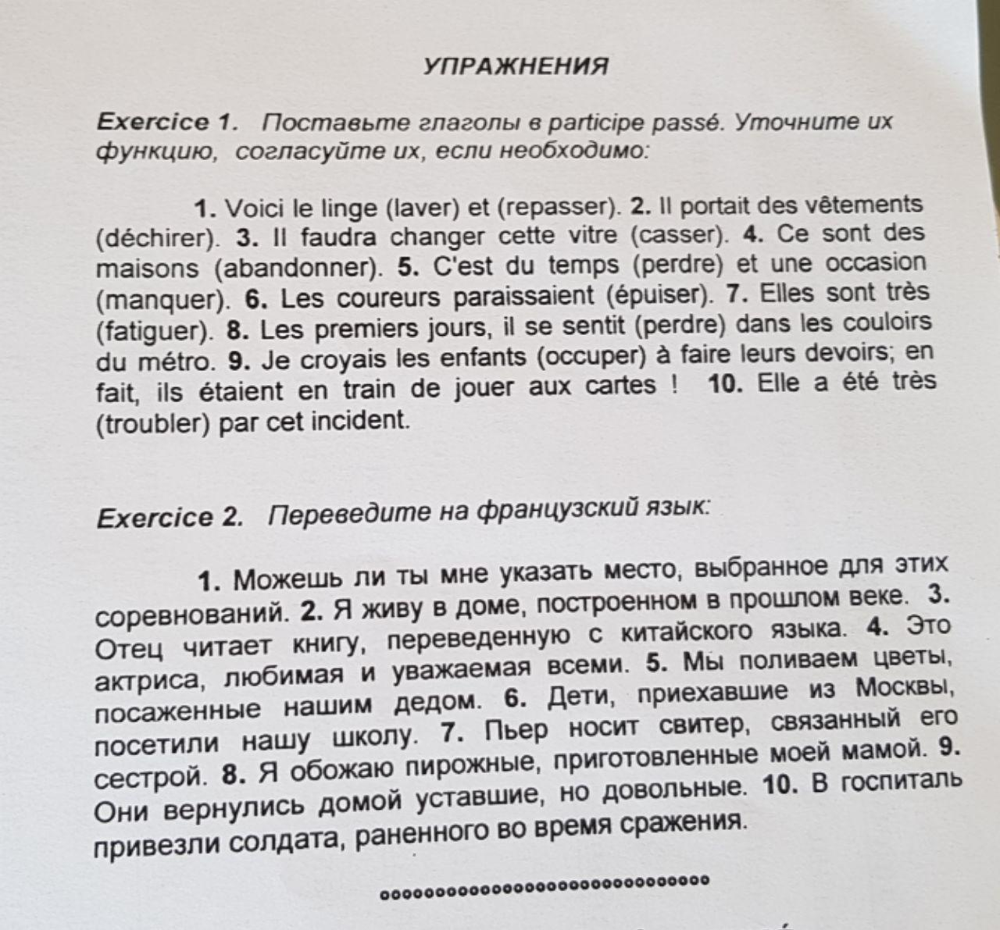 УПРАЖНЕНИЯ
Exercice 1. Поставьте глаголы в participe passé. Уточните их
функцию, согласуйте их, если необходимо:
1. Voici le linge (laver) et (repasser). 2. Il portait des vêtements
(déchirer). 3. Il faudra changer cette vitre (casser). 4. Ce sont des
maisons (abandonner). 5. C'est du temps (perdre) et une occasion
(manquer). 6. Les coureurs paraissaient (épuiser). 7. Elles sont très
(fatiguer). 8. Les premiers jours, il se sentit (perdre) dans les couloirs
du métro. 9. Je croyais les enfants (occuper) à faire leurs devoirs; en
fait, ils étaient en train de jouer aux cartes ! 10. Elle a été très
(troubler) par cet incident.
Exercice 2. Переведите на французский язык:
1. Можешь ли ты мне указать место, выбранное для этих
соревнований. 2. Я живу в доме, построенном в прошлом веке. 3.
Отец читает книгу, переведенную с китайского языка. 4. Это
актриса, любимая и уважаемая всеми. 5. Мы поливаем цветы,
посаженные нашим дедом. 6. Дети, приехавшие из Москвы,
посетили нашу школу. 7. Пьер носит свитер, связанный его
сестрой. 8. Я обожаю пирожные, приготовленные моей мамой. 9.
Они вернулись домой уставшие, но довольные. 10. В госпиталь
привезли солдата, раненного во время сражения.